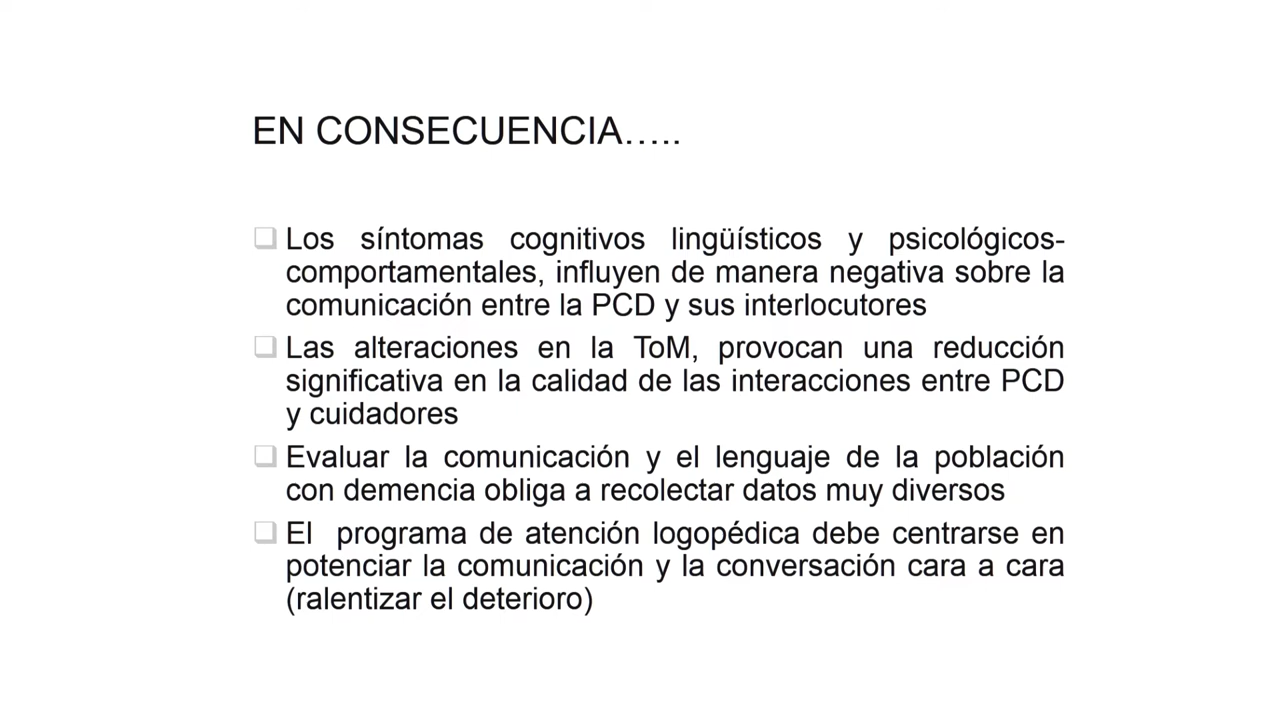 EN CONSECUENCIA…..
Los síntomas cognitivos lingüísticos y psicológicos-
comportamentales, influyen de manera negativa sobre la
comunicación entre la PCD y sus interlocutores
Las alteraciones en la ToM, provocan una reducción
significativa en la calidad de las interacciones entre PCD
y cuidadores
Evaluar la comunicación y el lenguaje de la población
con demencia obliga a recolectar datos muy diversos
El programa de atención logopédica debe centrarse en
potenciar la comunicación y la conversación cara a cara
(ralentizar el deterioro)